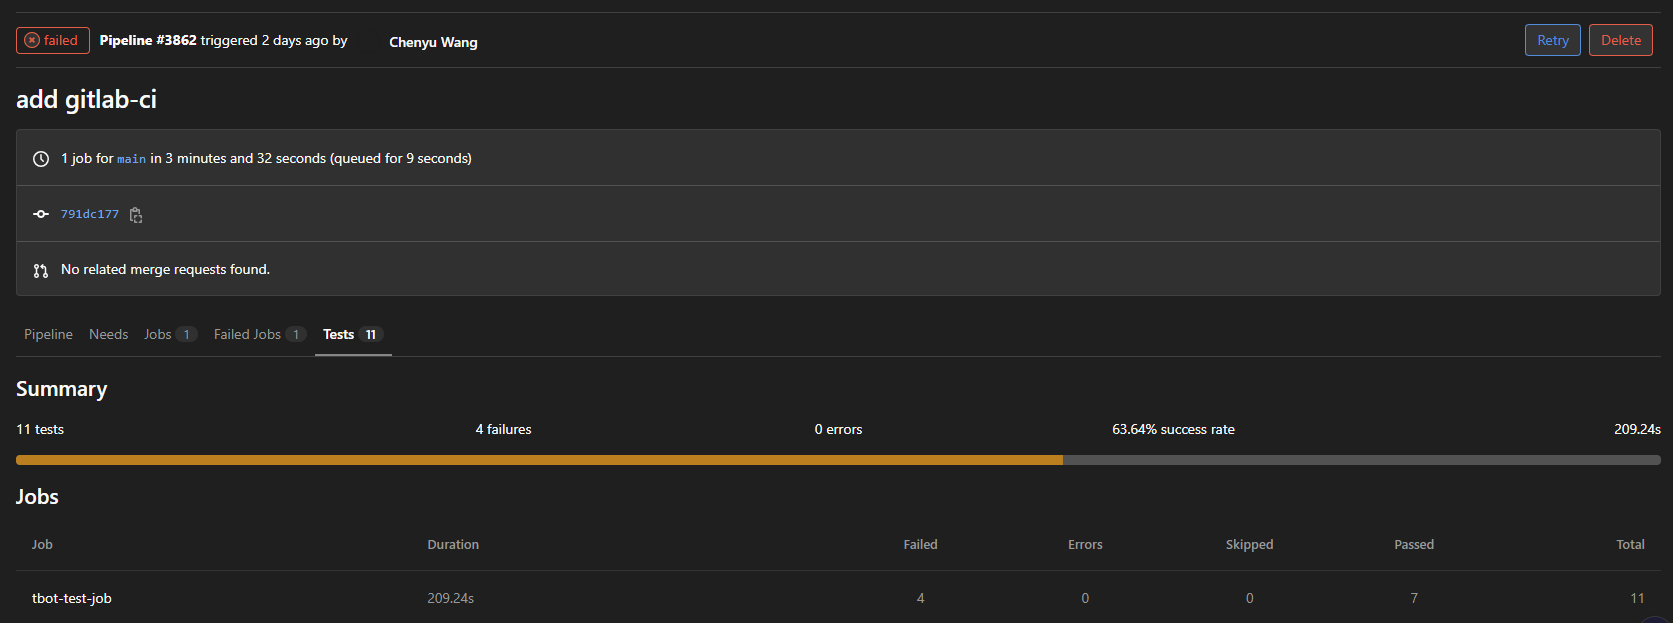 failed Pipeline #3862 triggered 2 days ago by Chenyu Wang Retry Delete
add gitlab-ci
1 job for main in 3 minutes and 32 seconds (queued for 9 seconds)
791dc177
No related merge requests found.
Pipeline Needs Jobs 1 Failed Jobs 1 Tests 11
Summary
11 tests 4 failures 0 errors 63.64% success rate 209.24s
Jobs
Job Duration Failed Errors Skipped Passed Total
tbot-test-job 209.24s 4 0 0 7 11